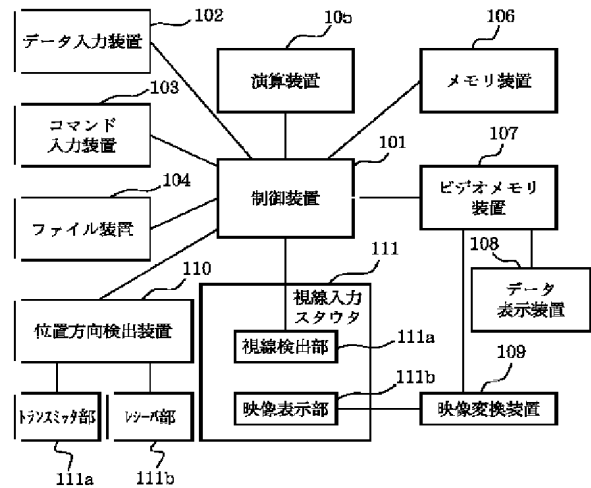 102
データ入力装置
10b
演算装置
106
メモリ装置
103
コマンド
入力装置
101
制御装置
107
ビデオメモリ
装置
104
ファイル装置
108
データ
表示装置
110
位置方向検出装置
111
視線入力
スタウタ
視線検出部
111a
映像表示部
111b
109
映像変換装置
トランスミッタ部
レシーバ部
111a
111b